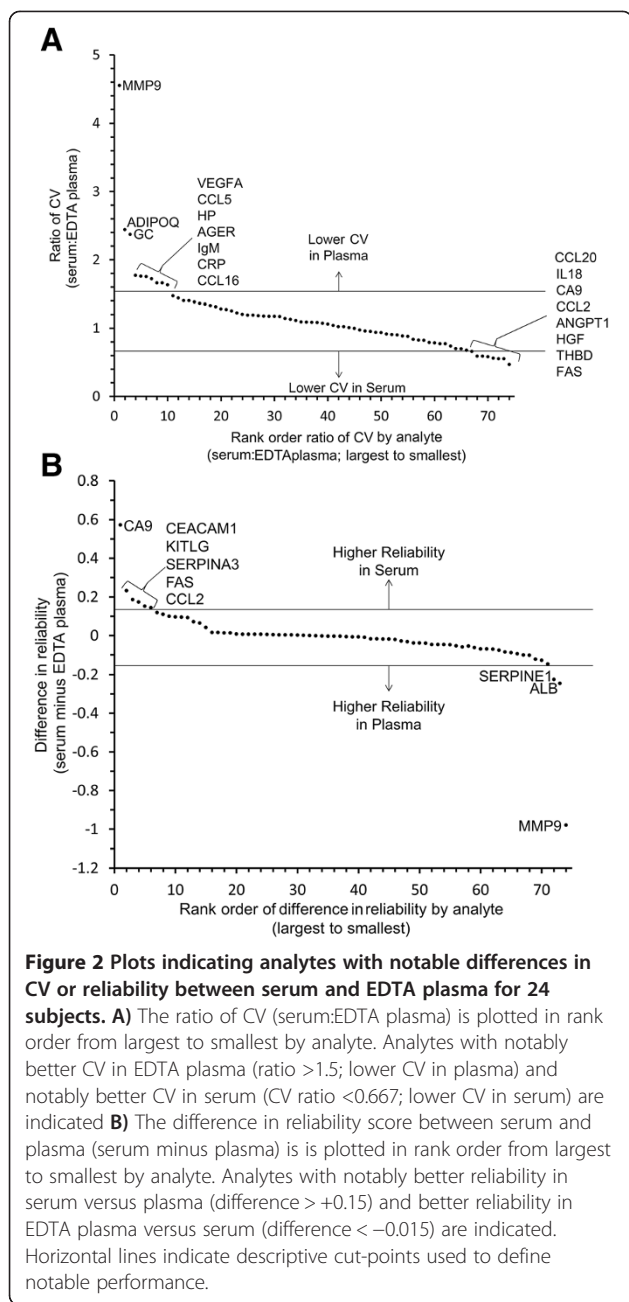 A
Ratio of CV
(serum:EDTA plasma)
5
4
3
2
1
0
MMP9
ADIPOQ
GC
VEGFA
CCL5
HP
AGER
IgM
CRP
CCL16
Lower CV
in Plasma
Lower CV in Serum
CCL20
IL18
CA9
CCL2
ANGPT1
HGF
THBD
FAS
0 10 20 30 40 50 60 70
Rank order ratio of CV by analyte
(serum:EDTAplasma; largest to smallest)
B
Difference in reliability
(serum minus EDTA plasma)
0.8
0.6
0.4
0.2
0
-0.2
-0.4
-0.6
-0.8
-1
-1.2
CA9
CEACAM1
KITLG
SERPINA3
FAS
CCL2
Higher Reliability
in Serum
Higher Reliability
in Plasma
SERPINE1
ALB
MMP9
0 10 20 30 40 50 60 70
Rank order of difference in reliability by analyte
(largest to smallest)
Figure 2 Plots indicating analytes with notable differences in
CV or reliability between serum and EDTA plasma for 24
subjects. A) The ratio of CV (serum:EDTA plasma) is plotted in rank
order from largest to smallest by analyte. Analytes with notably
better CV in EDTA plasma (ratio >1.5; lower CV in plasma) and
notably better CV in serum (CV ratio <0.667; lower CV in serum) are
indicated B) The difference in reliability score between serum and
plasma (serum minus plasma) is is plotted in rank order from largest
to smallest by analyte. Analytes with notably better reliability in
serum versus plasma (difference > +0.15) and better reliability in
EDTA plasma versus serum (difference < −0.015) are indicated.
Horizontal lines indicate descriptive cut-points used to define
notable performance.